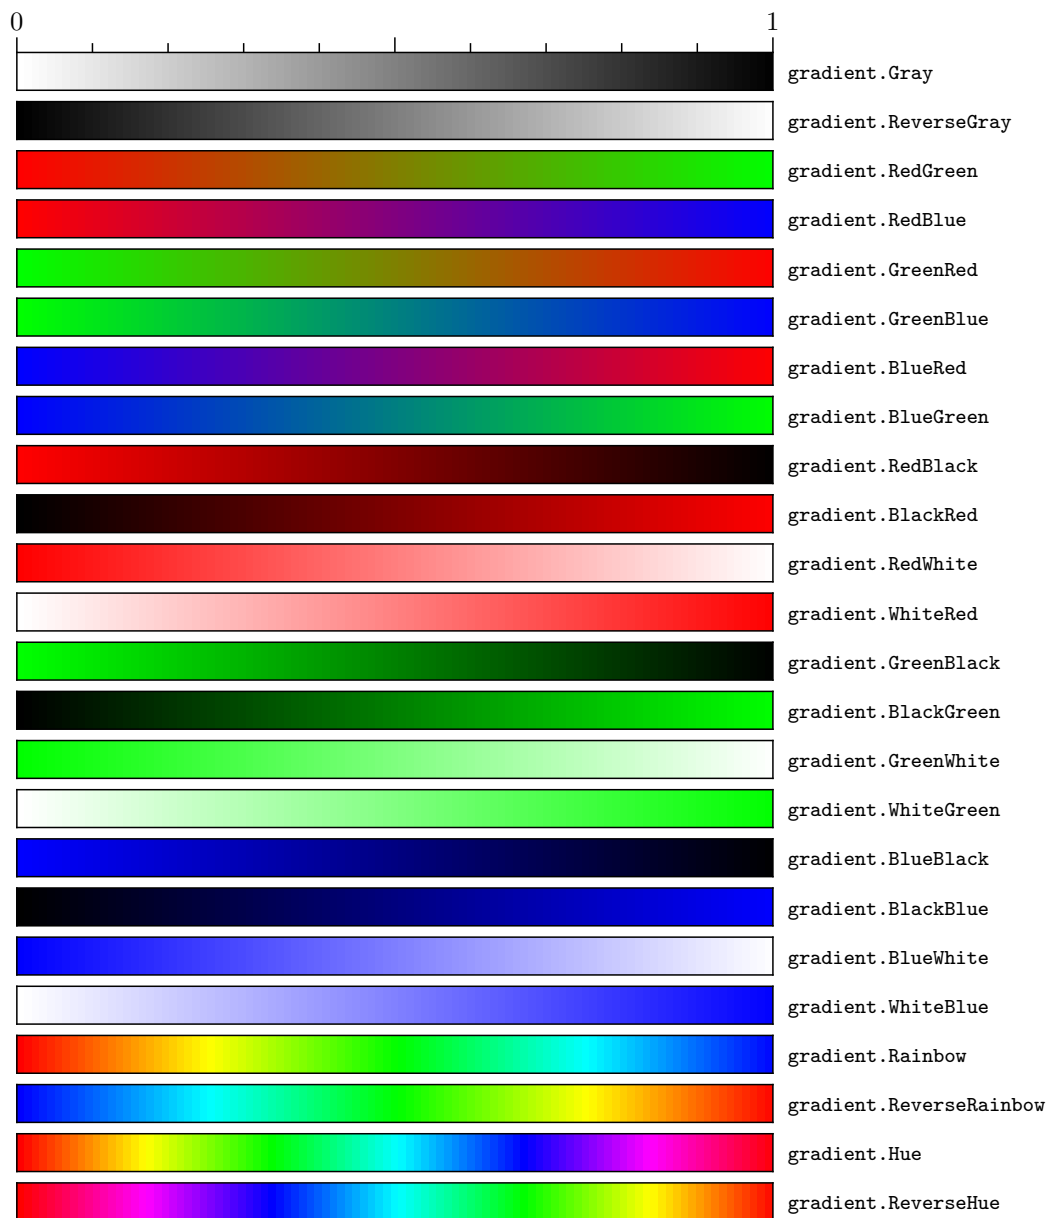 0 1
gradient.Gray
gradient.ReverseGray
gradient.RedGreen
gradient.RedBlue
gradient.GreenRed
gradient.GreenBlue
gradient.BlueRed
gradient.BlueGreen
gradient.RedBlack
gradient.BlackRed
gradient.RedWhite
gradient.WhiteRed
gradient.GreenBlack
gradient.BlackGreen
gradient.GreenWhite
gradient.WhiteGreen
gradient.BlueBlack
gradient.BlackBlue
gradient.BlueWhite
gradient.WhiteBlue
gradient.Rainbow
gradient.ReverseRainbow
gradient.Hue
gradient.ReverseHue